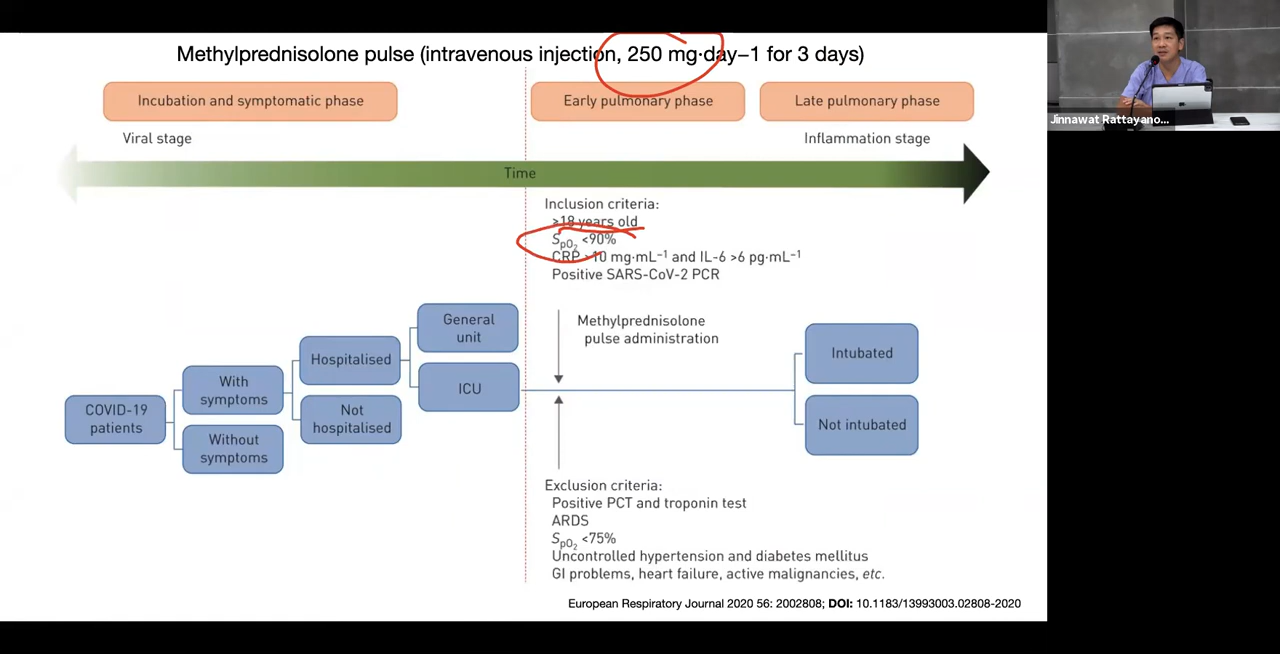 Methylprednisolone pulse (intravenous injection, 250 mg·day−1 for 3 days)
Incubation and symptomatic phase
Early pulmonary phase
Late pulmonary phase
Viral stage
Inflammation stage
Time
Inclusion criteria:
>18 years old
SpO2 <90%
CRP >10 mg·mL−1 and IL-6 >6 pg·mL−1
Positive SARS-CoV-2 PCR
Methylprednisolone
pulse administration
General
unit
ICU
Hospitalised
Not
hospitalised
With
symptoms
Without
symptoms
COVID-19
patients
Intubated
Not intubated
Exclusion criteria:
Positive PCT and troponin test
ARDS
SpO2 <75%
Uncontrolled hypertension and diabetes mellitus
GI problems, heart failure, active malignancies, etc.
European Respiratory Journal 2020 56: 2002808; DOI: 10.1183/13993003.02808-2020
Jinnawat Rattayano...